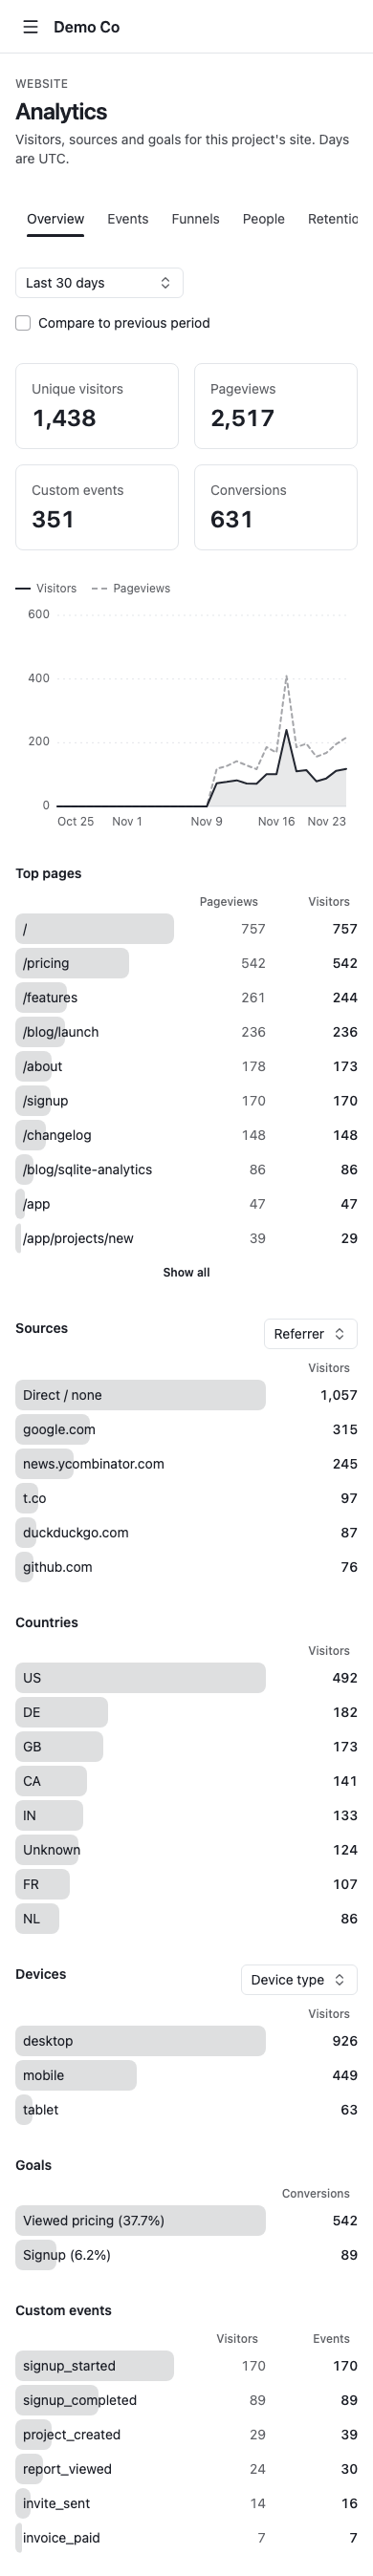 Demo Co
WEBSITE
Analytics
Visitors, sources and goals for this project's site. Days
are UTC.
Overview Events Funnels People Retentic
Last 30 days
Compare to previous period
Unique visitors Pageviews
1,438 2,517
Custom events Conversions
351 631
Visitors Pageviews
600
400
200
0
Oct 25 Nov 1 Nov 9 Nov 16 Nov 23
Top pages
Pageviews Visitors
/ 757 757
/pricing 542 542
/features 261 244
/blog/launch 236 236
/about 178 173
/signup 170 170
/changelog 148 148
/blog/sqlite-analytics 86 86
/app 47 47
/app/projects/new 39 29
Show all
Sources Referrer
Visitors
Direct / none 1,057
google.com 315
news.ycombinator.com 245
t.co 97
duckduckgo.com 87
github.com 76
Countries
Visitors
US 492
DE 182
GB 173
CA 141
IN 133
Unknown 124
FR 107
NL 86
Devices Device type
Visitors
desktop 926
mobile 449
tablet 63
Goals
Conversions
Viewed pricing (37.7%) 542
Signup (6.2%) 89
Custom events
Visitors Events
signup_started 170 170
signup_completed 89 89
project_created 29 39
report_viewed 24 30
invite_sent 14 16
invoice_paid 7 7